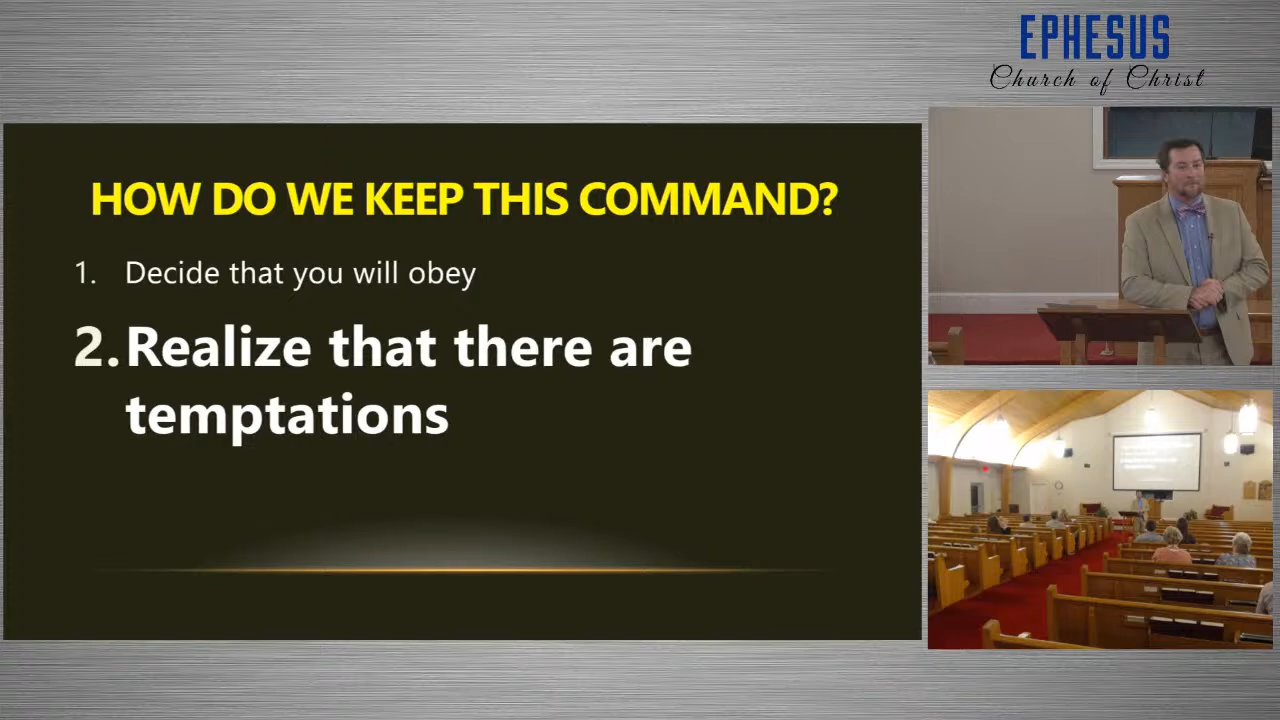 EPHESUS
Church of Christ
HOW DO WE KEEP THIS COMMAND?
1. Decide that you will obey
2. Realize that there are
temptations